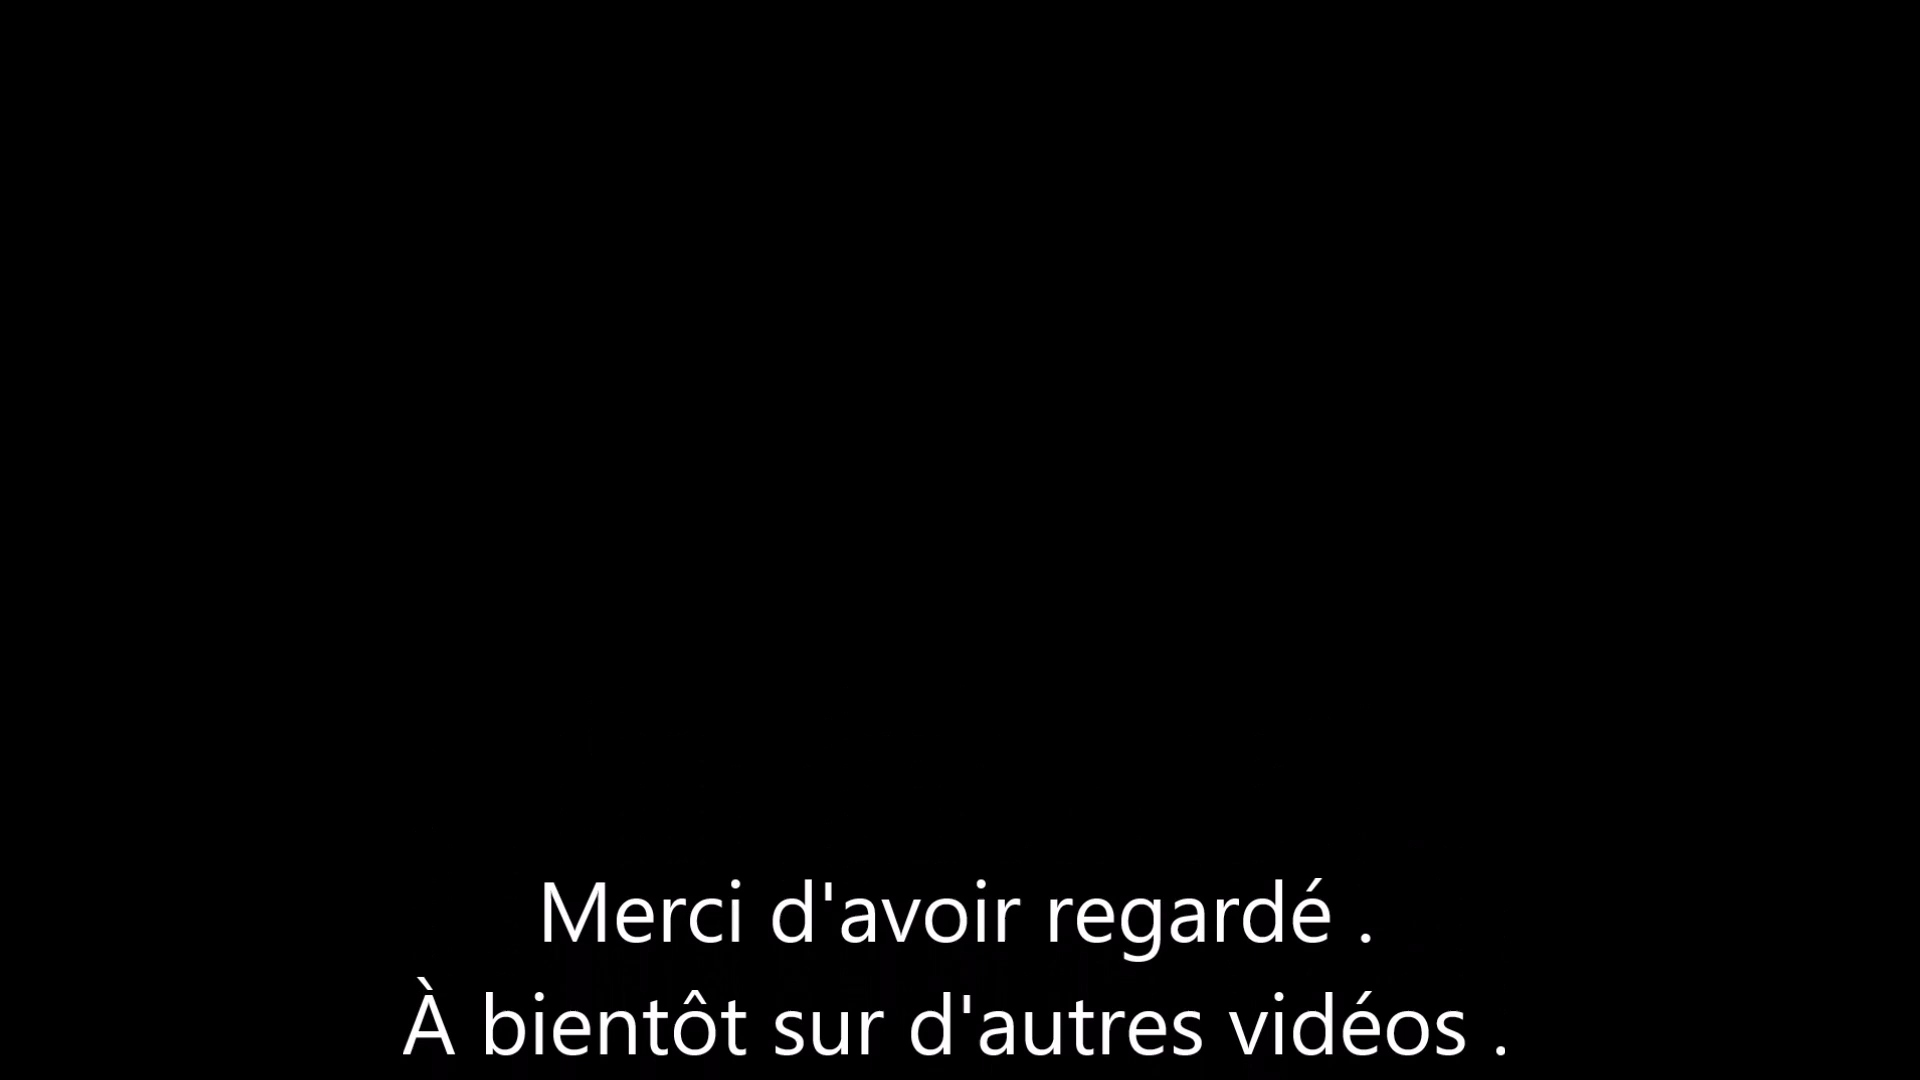 Merci d'avoir regardé .
À bientôt sur d'autres vidéos .